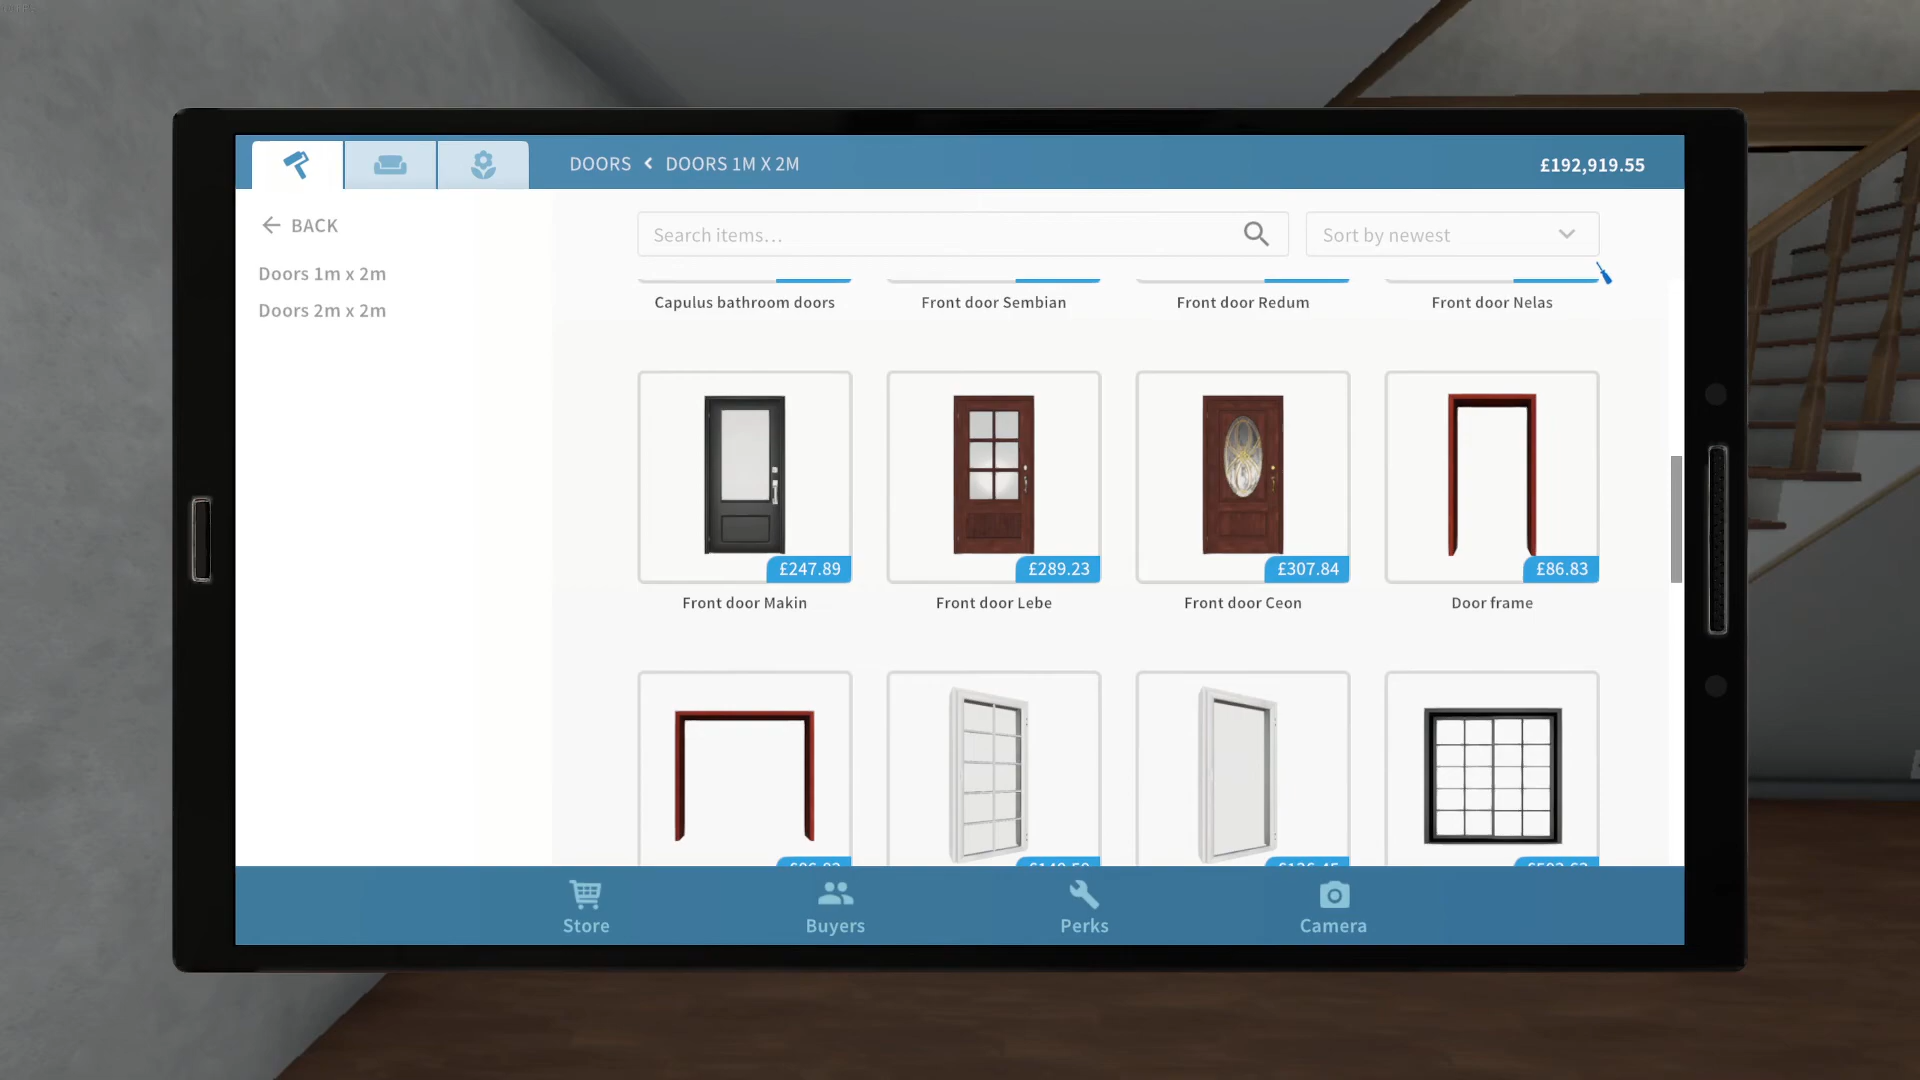 DOORS < DOORS 1M X 2M
£192,919.55
BACK
Doors 1m x 2m
Doors 2m x 2m
Search items...
Sort by newest
Capulus bathroom doors
Front door Sembian
Front door Redum
Front door Nelas
£247.89
£289.23
£307.84
£86.83
Front door Makin
Front door Lebe
Front door Ceon
Door frame
Store
Buyers
Perks
Camera